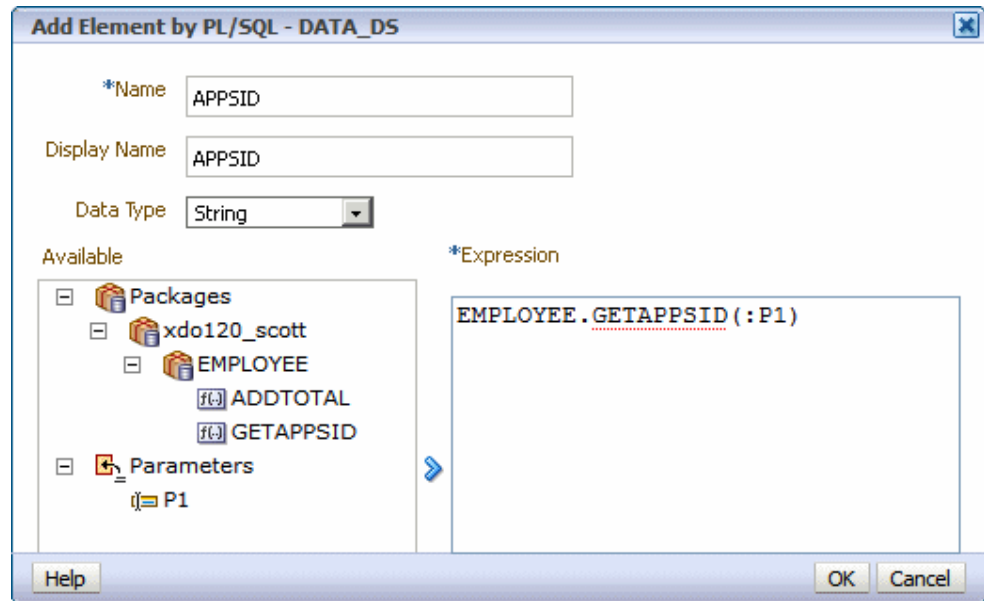 Add Element by PL/SQL - DATA_DS
*Name
APPSID
Display Name
APPSID
Data Type
String
Available
*Expression
Packages
xdo120_scott
EMPLOYEE
f(.) ADDTOTAL
f(.) GETAPPSID
Parameters
P1
EMPLOYEE.GETAPPSID(:P1)
Help
OK
Cancel